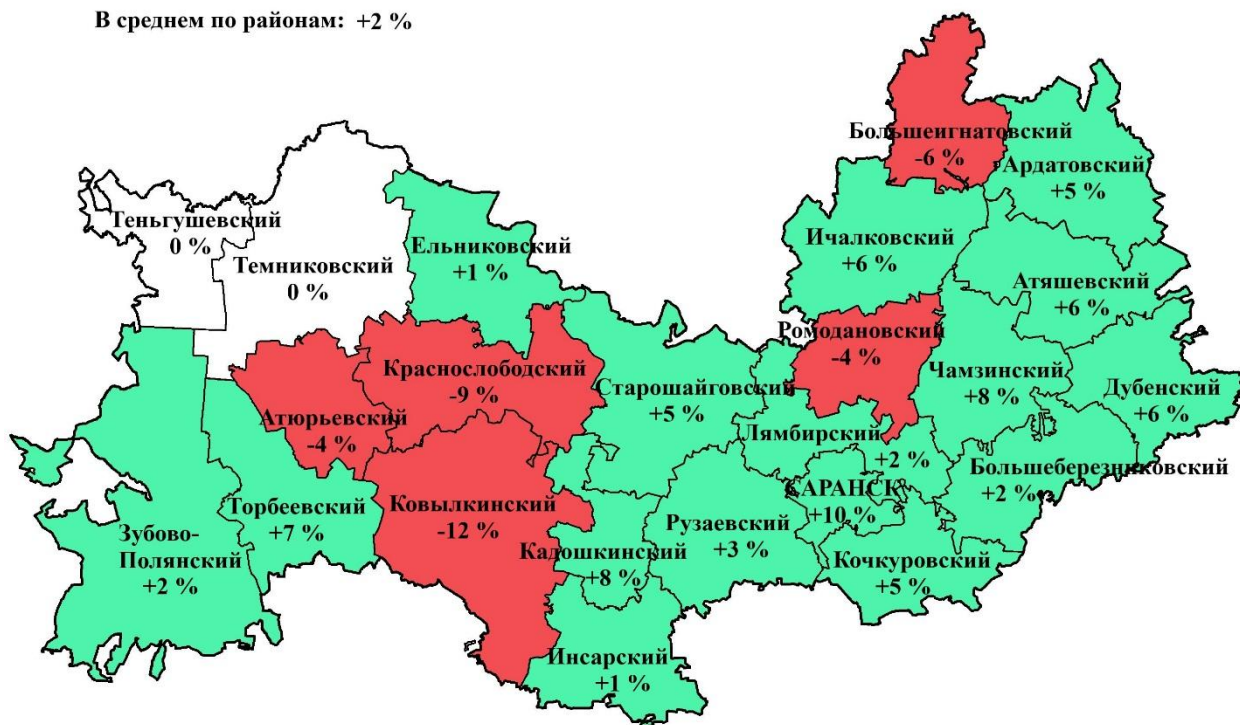 В среднем по районам: +2 %
Большеигнатовский
-6 %
Ардатовский
+5 %
Теньгушевский
0 %
Темниковский
0 %
Ельниковский
+1 %
Ичалковский
+6 %
Атяшевский
+6 %
Ромодановский
-4 %
Краснослободский
-9 %
Старошайговский
+5 %
Чамзинский
+8 %
Дубенский
+6 %
Атюрьевский
-4 %
Лямбирский
+2 %
Большеберезниковский
+2 %
Торбеевский
+7 %
Ковылкинский
-12 %
САРАНСК
+10 %
Рузаевский
+3 %
Зубово-
Полянский
+2 %
Кадошкинский
+8 %
Кочкуровский
+5 %
Инсарский
+1 %